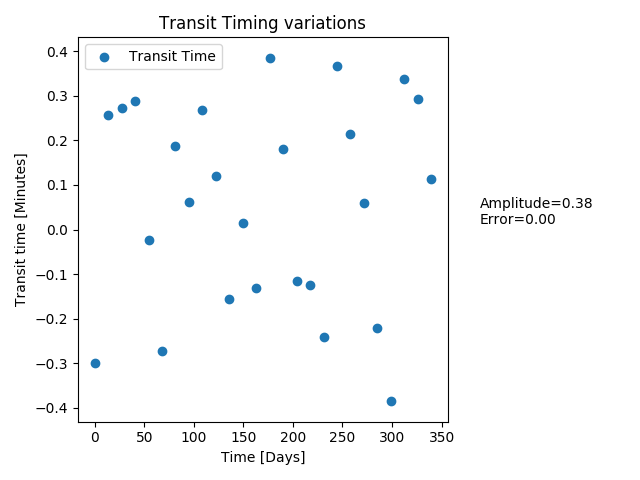 Transit Timing variations
Transit Time
Transit time [Minutes]
0.4
0.3
0.2
0.1
0.0
−0.1
−0.2
−0.3
−0.4
0 50 100 150 200 250 300 350
Time [Days]
Amplitude=0.38
Error=0.00